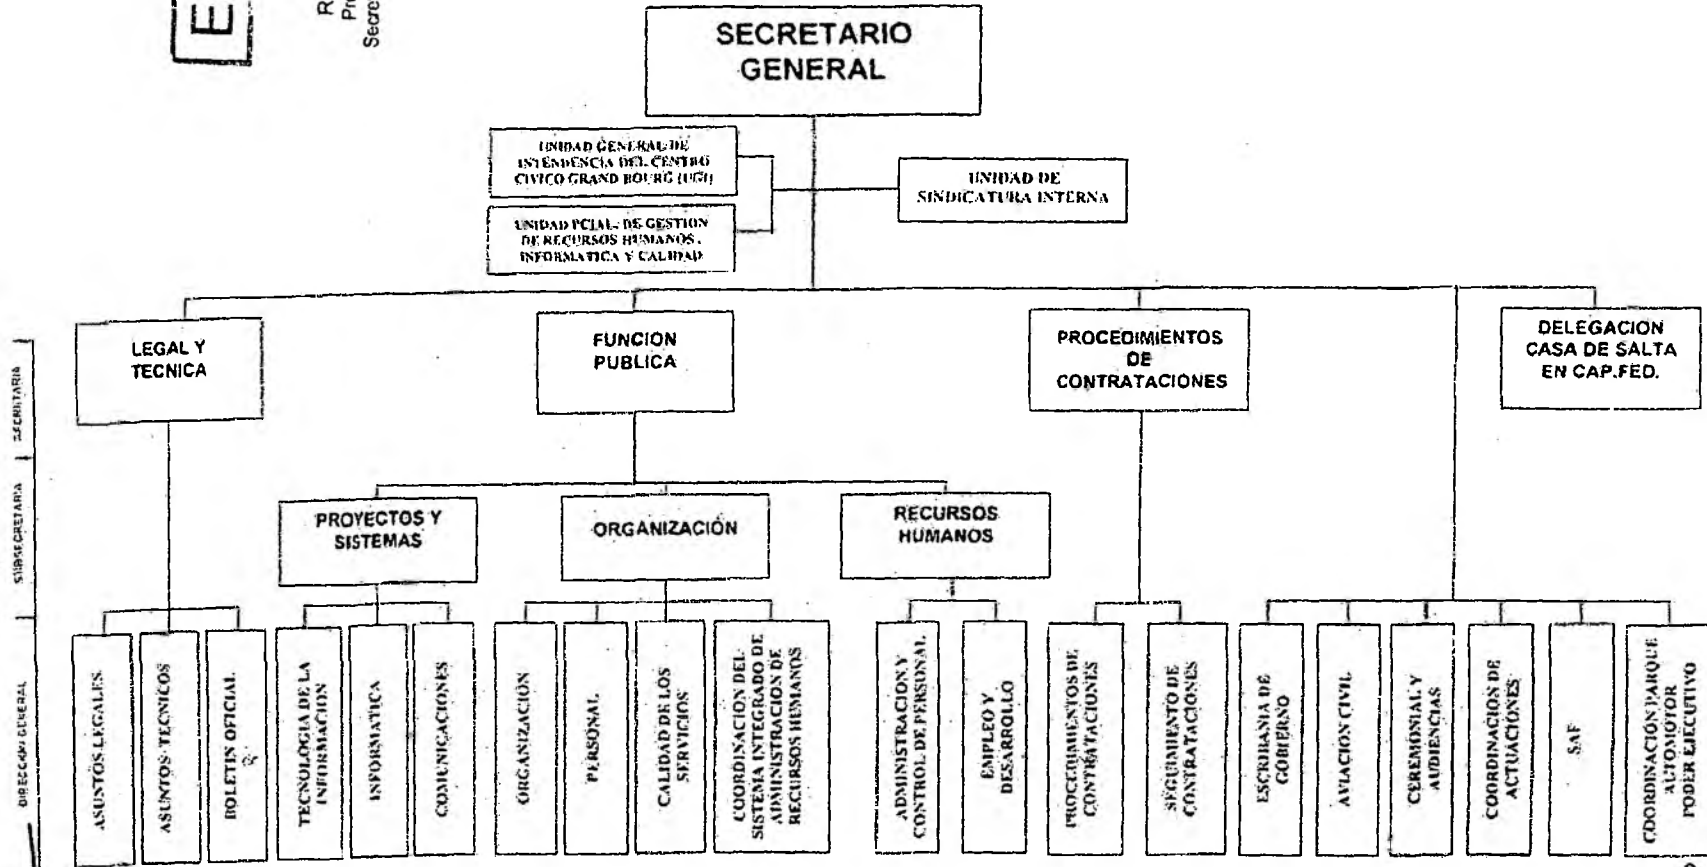 E
R
Pr
Secre
SECRETARIO
GENERAL
UNIDAD GENERAL DE
INTENDENCIA DEL CENTRO
CIVICO GRAND BOURG (UGI)
UNIDAD DE
SINDICATURA INTERNA
UNIDAD PCIAL. DE GESTION
DE RECURSOS HUMANOS,
INFORMATICA Y CALIDAD
LEGAL Y
TECNICA
FUNCION
PUBLICA
PROCEDIMIENTOS
DE
CONTRATACIONES
DELEGACION
CASA DE SALTA
EN CAP.FED.
SECRETARIA
SUBSECRETARIA
DIRECCION GENERAL
PROYECTOS Y
SISTEMAS
ORGANIZACIÓN
RECURSOS
HUMANOS
ASUNTOS LEGALES
ASUNTOS TECNICOS
BOLETIN OFICIAL
TECNOLOGIA DE LA
INFORMACION
INFORMATICA
COMUNICACIONES
ORGANIZACIÓN
PERSONAL
CALIDAD DE LOS
SERVICIOS
COORDINACION DEL
SISTEMA INTEGRADO DE
ADMINISTRACION DE
RECURSOS HUMANOS
ADMINISTRACION Y
CONTROL DE PERSONAL
EMPLEO Y
DESARROLLO
PROCEDIMIENTOS DE
CONTRATACIONES
SEGUIMIENTO DE
CONTRATACIONES
ESCRIBANIA DE
GOBIERNO
AVIACION CIVIL
CEREMONIAL Y
AUDIENCIAS
COORDINACION DE
ACTUACIONES
SAF
COORDINACIÓN PARQUE
AUTOMOTOR
PODER EJECUTIVO